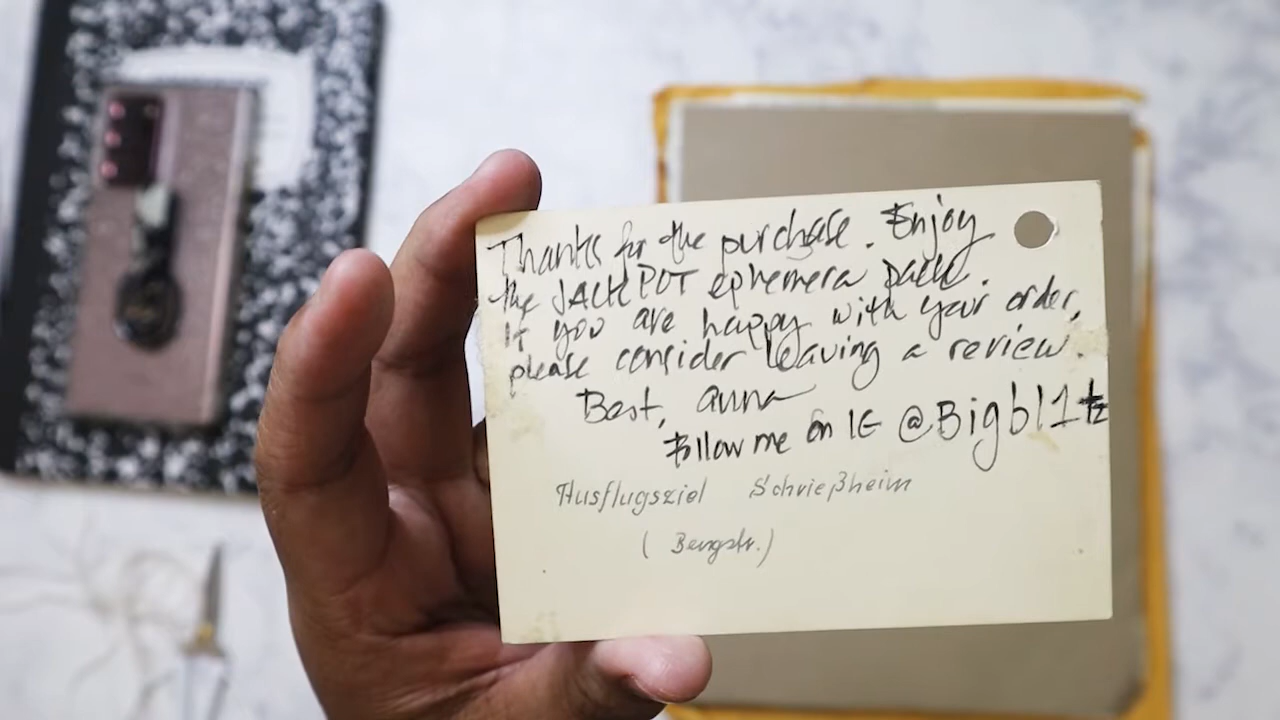 Thanks for the purchase. Enjoy
the JACKPOT ephemera pack.
If you are happy with your order,
please consider leaving a review.
Best, Anna
Follow me on IG @Bigbl1tz
Ausflugsziel Schrießheim
(Bergstr.)